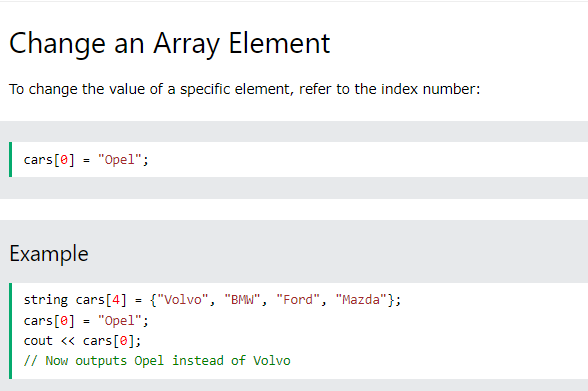 Change an Array Element
To change the value of a specific element, refer to the index number:
cars[0] = "Opel";
Example
string cars[4] = {"Volvo", "BMW", "Ford", "Mazda"};
cars[0] = "Opel";
cout << cars[0];
// Now outputs Opel instead of Volvo